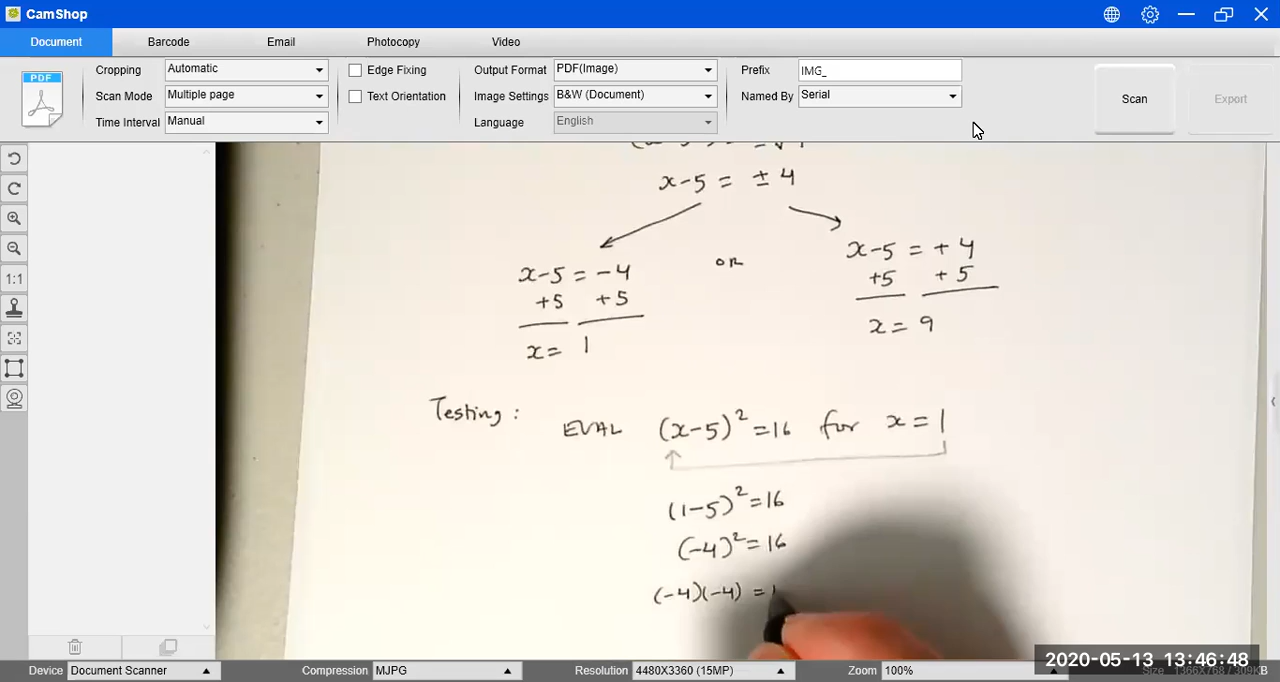 CamShop
Document Barcode Email Photocopy Video
PDF
Cropping Automatic Edge Fixing Output Format PDF(Image) Prefix IMG_
Scan Mode Multiple page Text Orientation Image Settings B&W (Document) Named By Serial
Time Interval Manual Language English
Scan Export
1:1
x-5 = ± 4
x-5 = -4
+5 +5
x= 1
OR
x-5 = + 4
+5 + 5
x= 9
Testing: EVAL (x-5)²=16 for x=1
(1-5)²=16
(-4)²=16
(-4)(-4) =
2020-05-13 13:46:48
Device Document Scanner Compression MJPG Resolution 4480X3360 (15MP) Zoom 100%